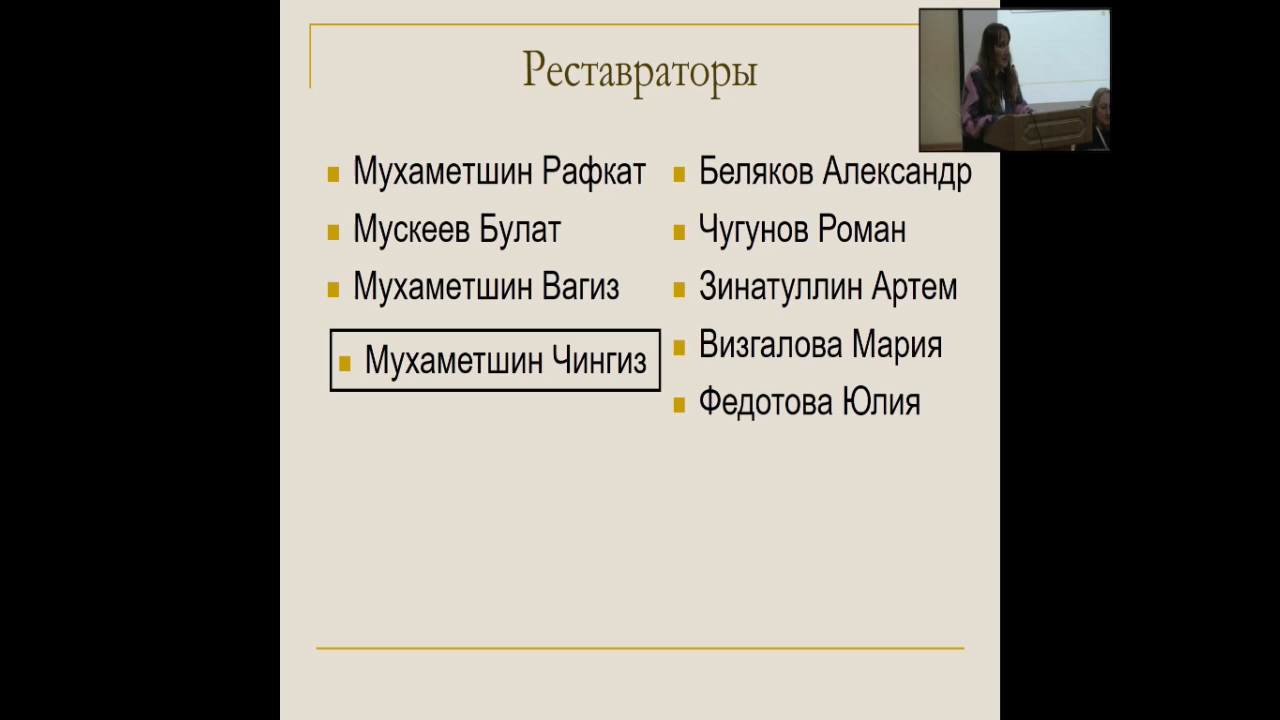 Реставраторы
Мухаметшин Рафкат
Мускеев Булат
Мухаметшин Вагиз
Мухаметшин Чингиз
Беляков Александр
Чугунов Роман
Зинатуллин Артем
Визгалова Мария
Федотова Юлия